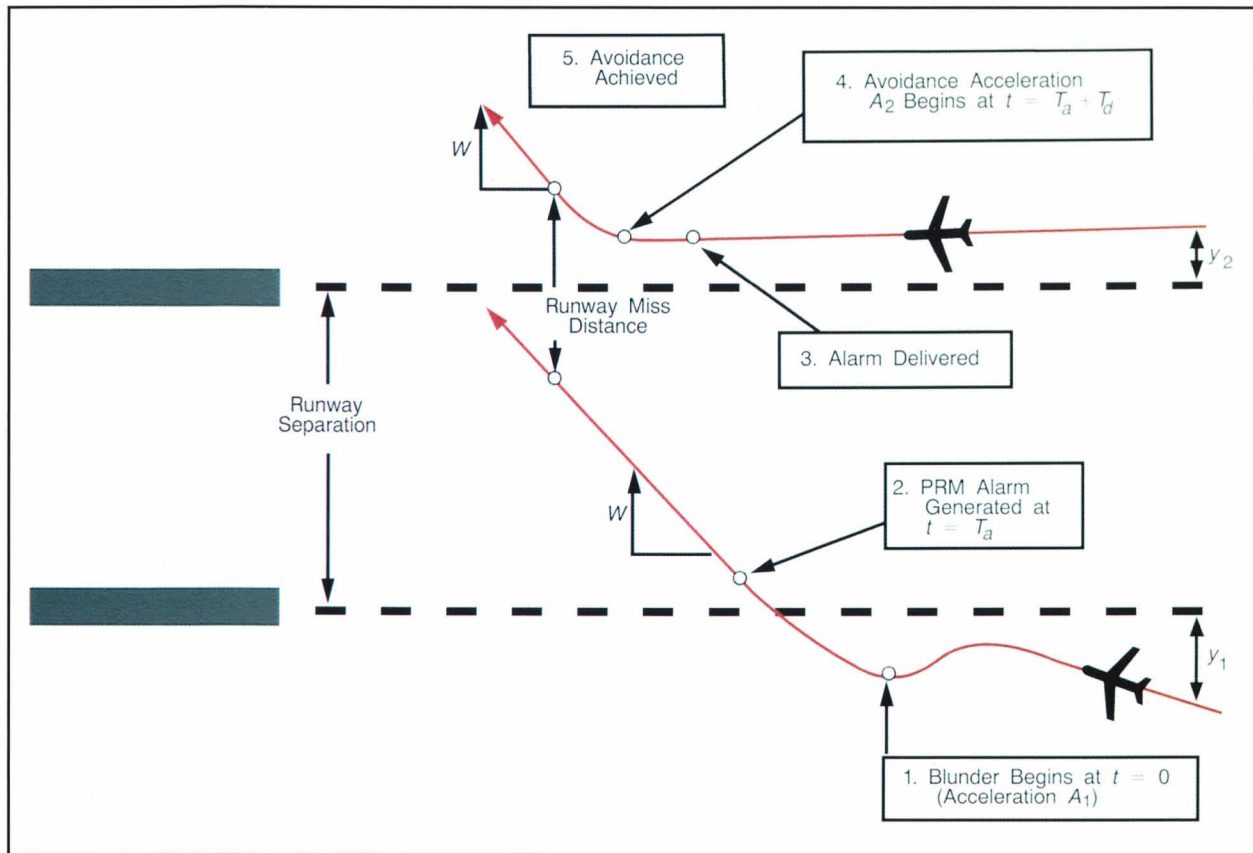 5. Avoidance
Achieved
4. Avoidance Acceleration
A2 Begins at t = Ta + Td
W
y2
Runway Miss
Distance
3. Alarm Delivered
Runway
Separation
2. PRM Alarm
Generated at
t = Ta
W
y1
1. Blunder Begins at t = 0
(Acceleration A1)